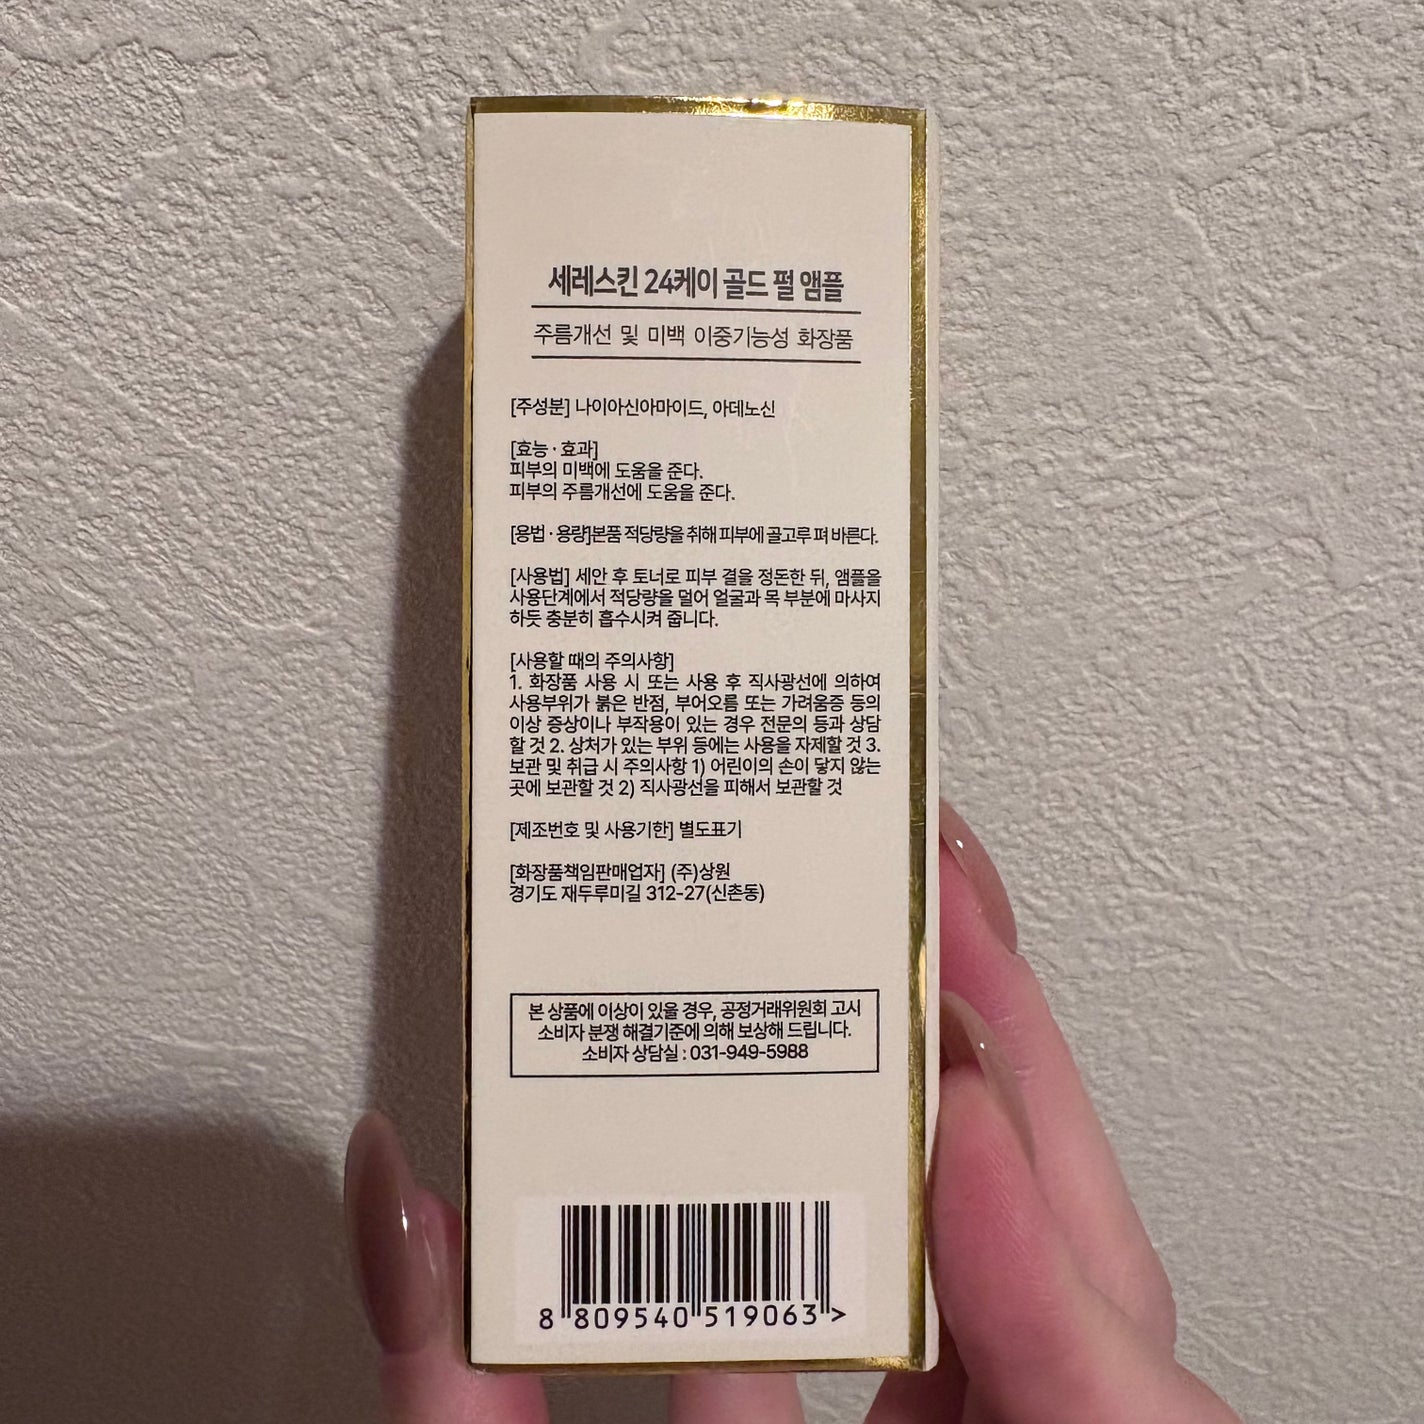 세레스킨 24케이 골드 펄 앰플
주름개선 및 미백 이중기능성 화장품
[주성분] 나이아신아마이드, 아데노신
[효능 · 효과]
피부의 미백에 도움을 준다.
피부의 주름개선에 도움을 준다.
[용법 · 용량]본품 적당량을 취해 피부에 골고루 펴 바른다.
[사용법] 세안 후 토너로 피부 결을 정돈한 뒤, 앰플을
사용단계에서 적당량을 덜어 얼굴과 목 부분에 마사지
하듯 충분히 흡수시켜 줍니다.
[사용할 때의 주의사항]
1. 화장품 사용 시 또는 사용 후 직사광선에 의하여
사용부위가 붉은 반점, 부어오름 또는 가려움증 등의
이상 증상이나 부작용이 있는 경우 전문의 등과 상담
할 것 2. 상처가 있는 부위 등에는 사용을 자제할 것 3.
보관 및 취급 시 주의사항 1) 어린이의 손이 닿지 않는
곳에 보관할 것 2) 직사광선을 피해서 보관할 것
[제조번호 및 사용기한] 별도표기
[화장품책임판매업자] (주)상원
경기도 재두루미길 312-27(신촌동)
본 상품에 이상이 있을 경우, 공정거래위원회 고시
소비자 분쟁 해결기준에 의해 보상해 드립니다.
소비자 상담실 : 031-949-5988
8 809540 519063 >